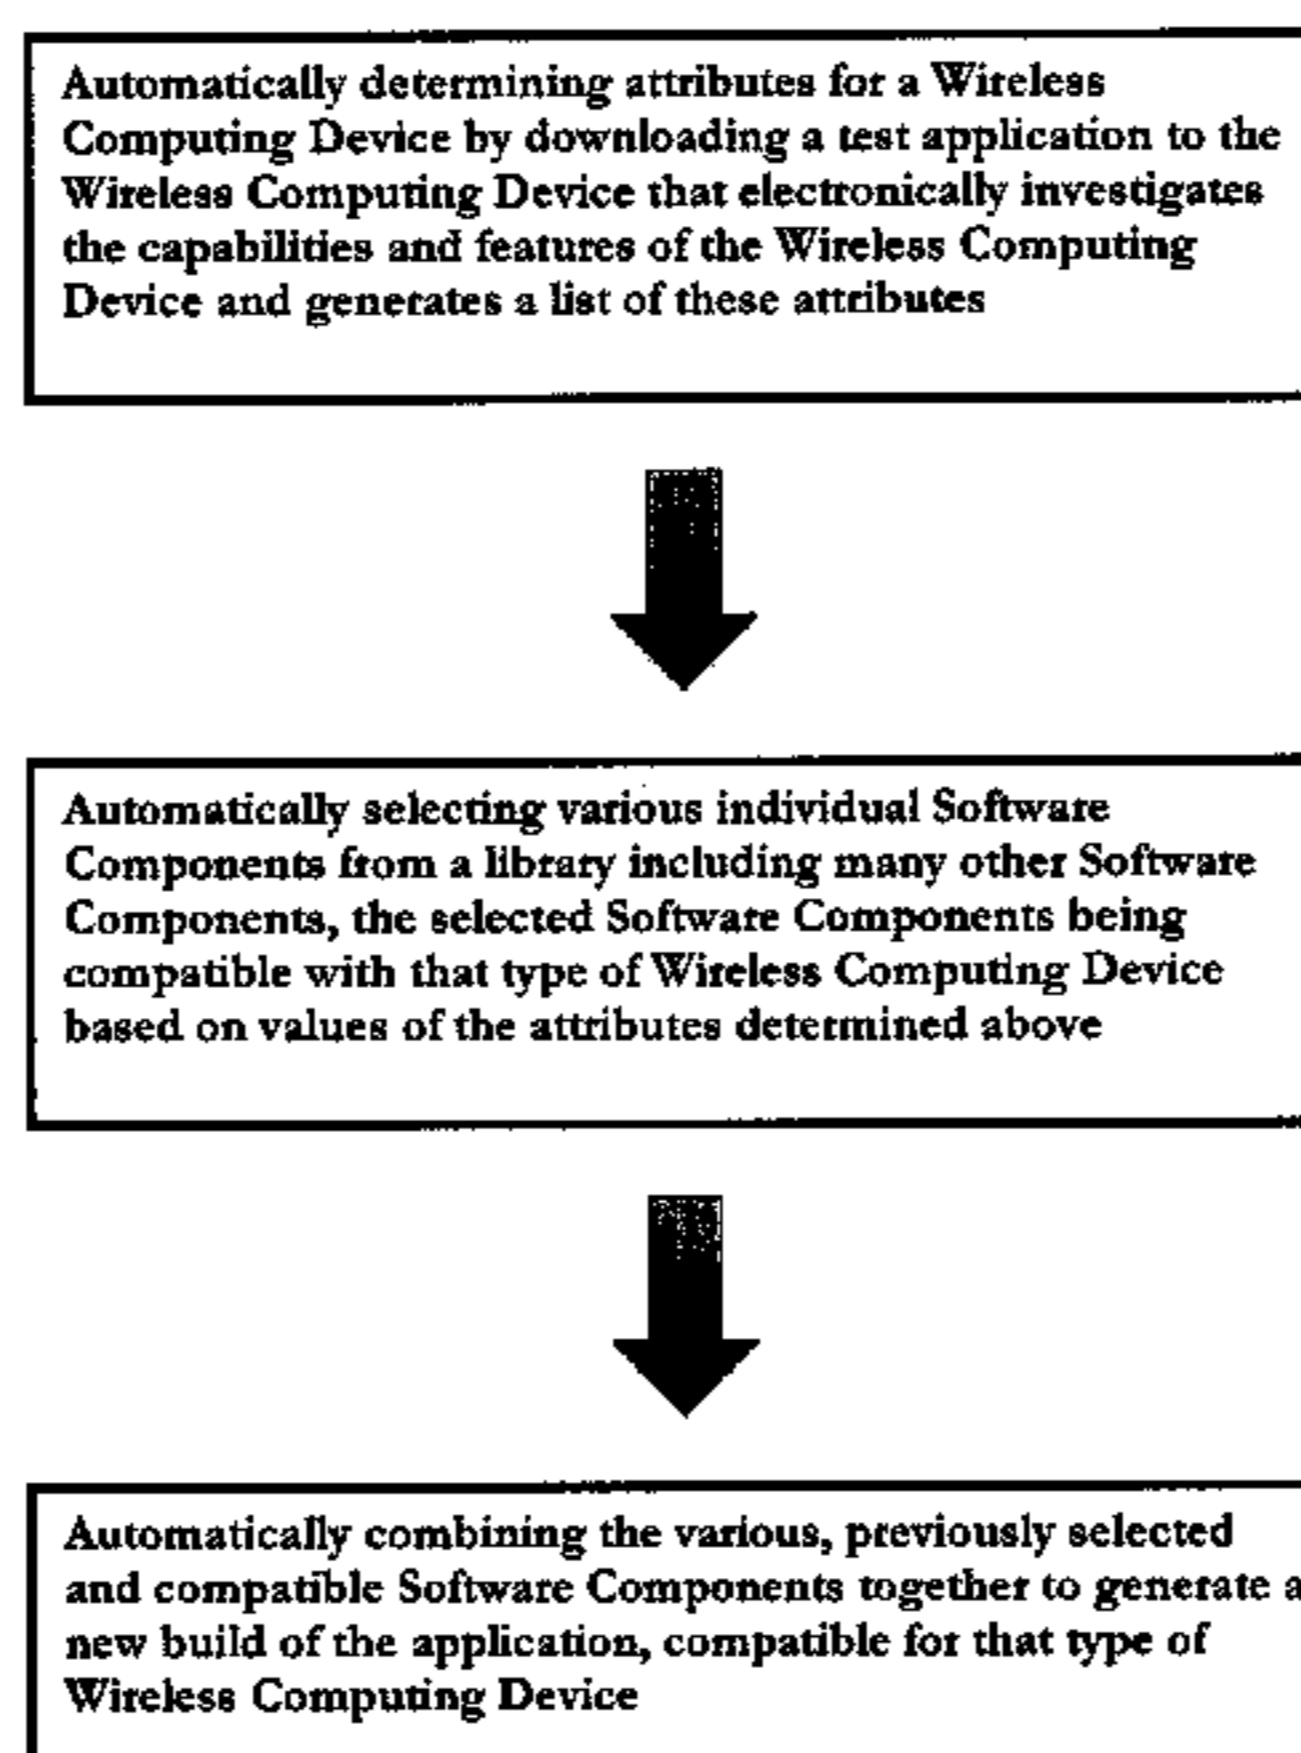 Automatically determining attributes for a Wireless
Computing Device by downloading a test application to the
Wireless Computing Device that electronically investigates
the capabilities and features of the Wireless Computing
Device and generates a list of these attributes
Automatically selecting various individual Software
Components from a library including many other Software
Components, the selected Software Components being
compatible with that type of Wireless Computing Device
based on values of the attributes determined above
Automatically combining the various, previously selected
and compatible Software Components together to generate a
new build of the application, compatible for that type of
Wireless Computing Device